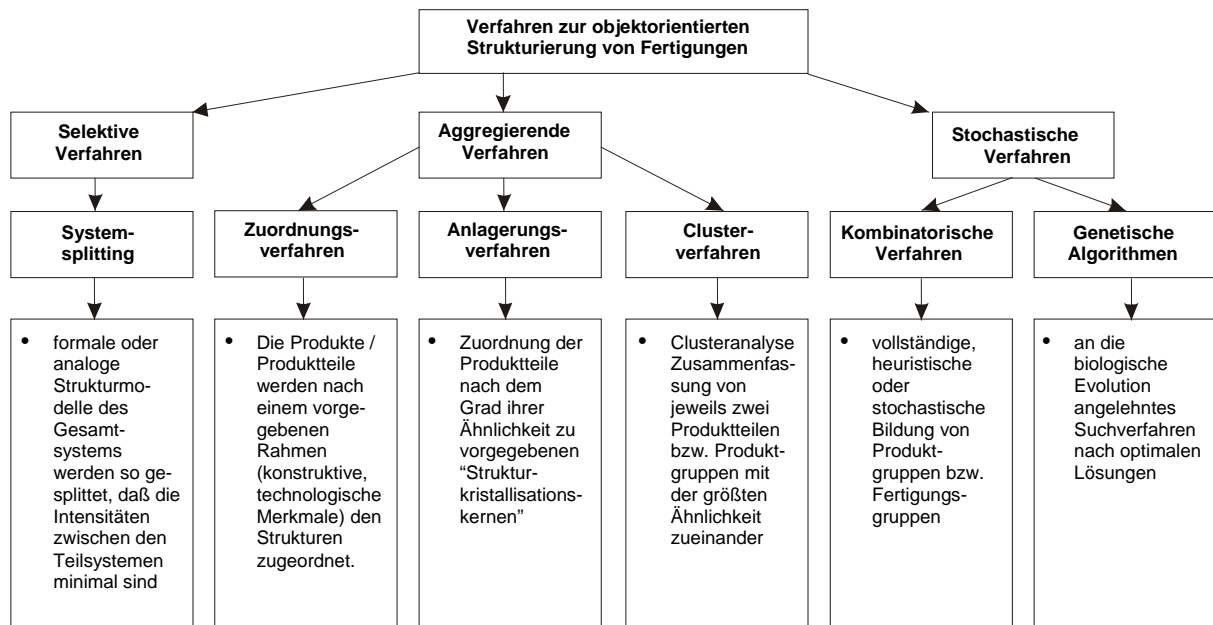 Verfahren zur objektorientierten
Strukturierung von Fertigungen
Selektive
Verfahren
Aggregierende
Verfahren
Stochastische
Verfahren
System-
splitting
Zuordnungs-
verfahren
Anlagerungs-
verfahren
Cluster-
verfahren
Kombinatorische
Verfahren
Genetische
Algorithmen
• formale oder
analoge
Strukturmo-
delle des
Gesamt-
systems
werden so ge-
splittet, daß die
Intensitäten
zwischen den
Teilsystemen
minimal sind
• Die Produkte /
Produktteile
werden nach
einem vorge-
gebenen
Rahmen
(konstruktive,
technologische
Merkmale) den
Strukturen
zugeordnet.
• Zuordnung der
Produktteile
nach dem
Grad ihrer
Ähnlichkeit zu
vorgegebenen
“Struktur-
kristallisations-
kernen”
• Clusteranalyse
Zusammenfas-
sung von
jeweils zwei
Produktteilen
bzw. Produkt-
gruppen mit
der größten
Ähnlichkeit
zueinander
• vollständige,
heuristische
oder
stochastische
Bildung von
Produkt-
gruppen bzw.
Fertigungs-
gruppen
• an die
biologische
Evolution
angelehntes
Suchverfahren
nach optimalen
Lösungen